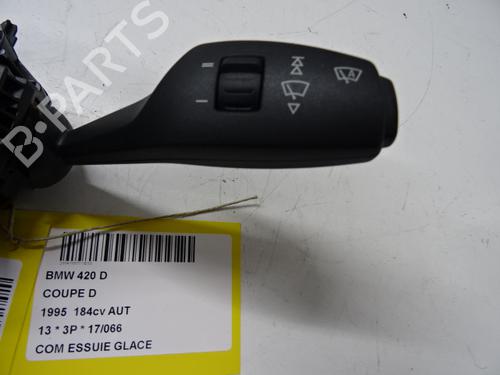 B-PARTS
A
BMW 420 D
COUPE D
1995 184cv AUT
13 * 3P * 17/066
COM ESSUIE GLACE